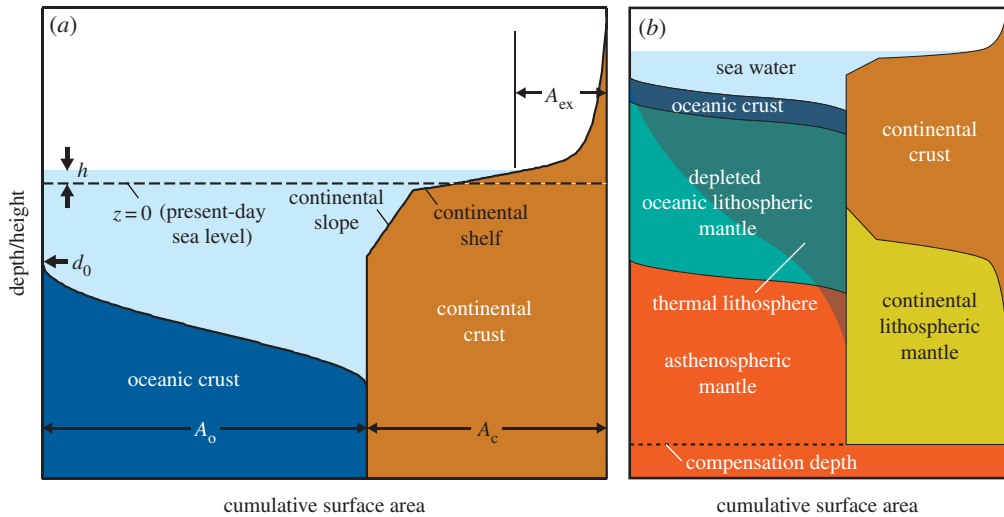 (a)
A_ex
h
z = 0 (present-day
sea level)
continental
slope
continental
shelf
d_0
depth/height
continental
crust
oceanic crust
A_o
A_c
cumulative surface area
(b)
sea water
oceanic crust
continental
crust
depleted
oceanic lithospheric
mantle
thermal lithosphere
continental
lithospheric
mantle
asthenospheric
mantle
compensation depth
cumulative surface area